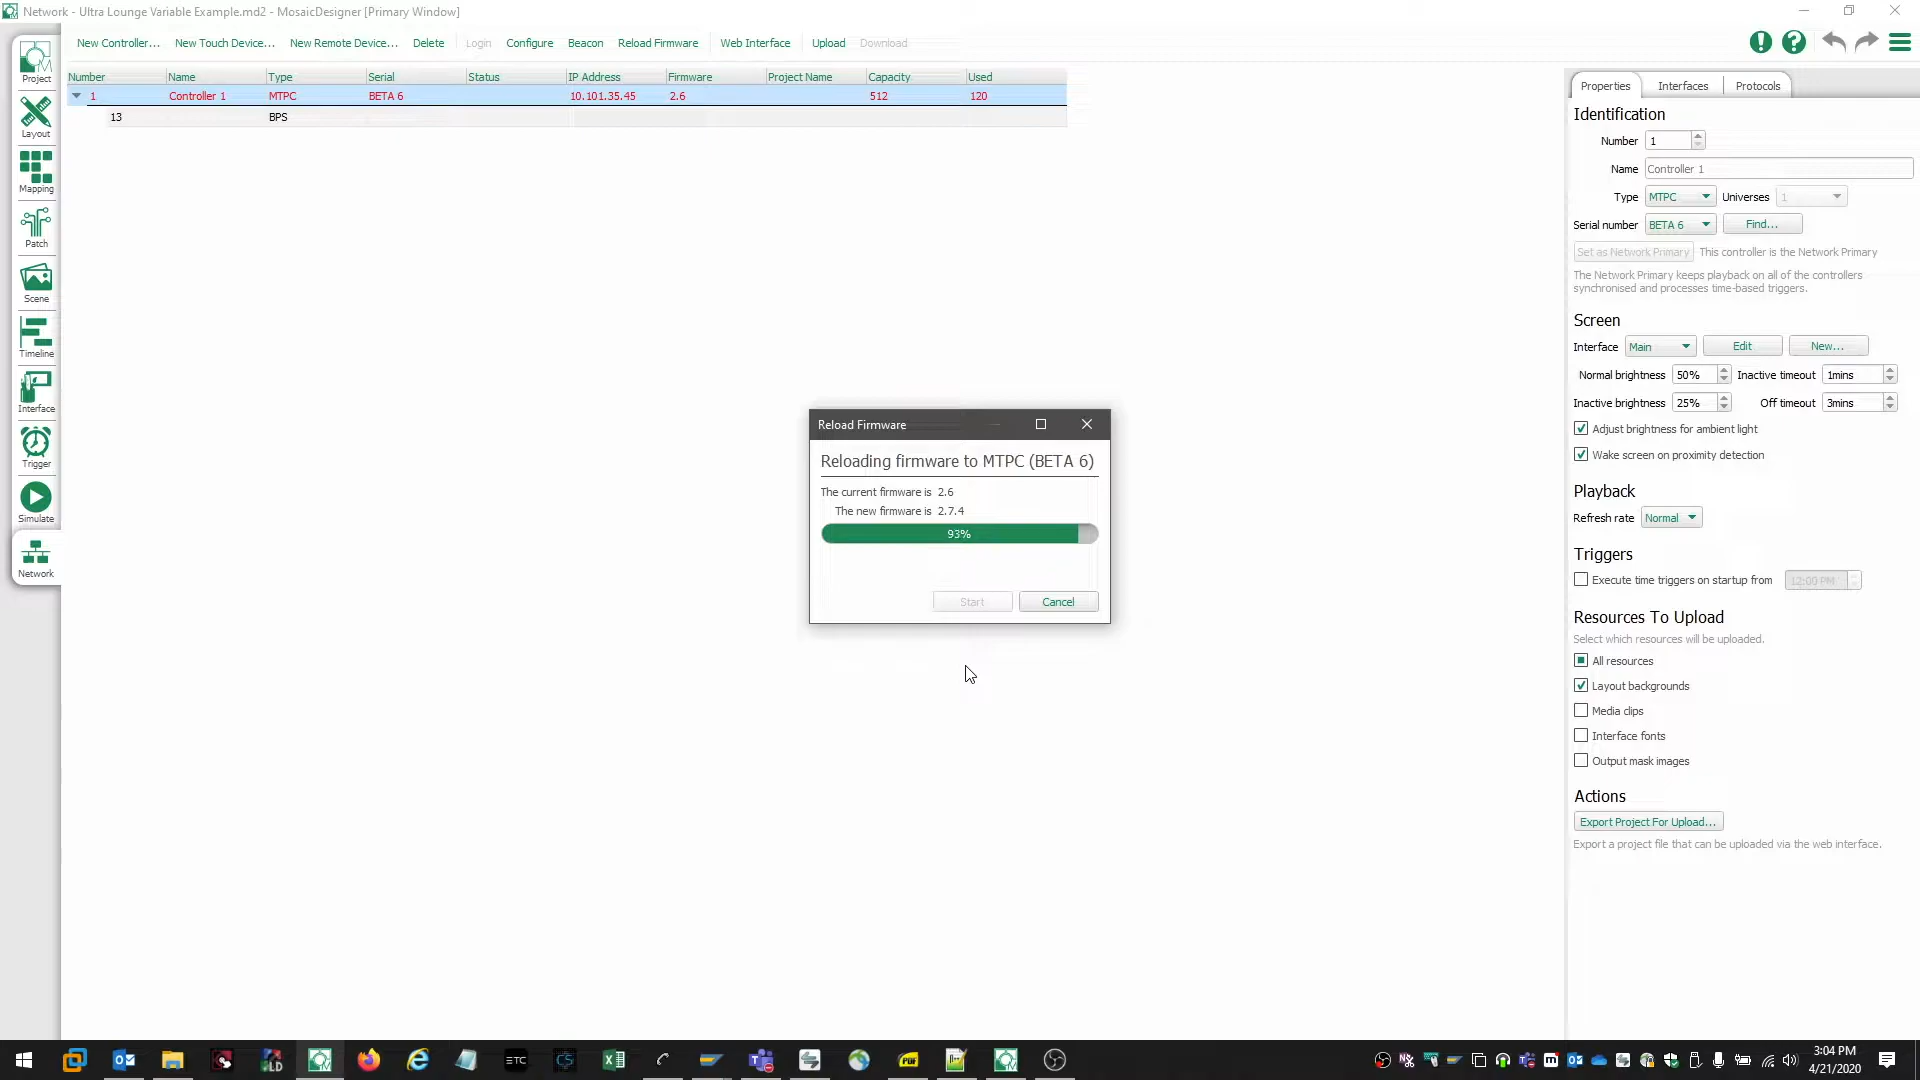 Network - Ultra Lounge Variable Example.md2 - MosaicDesigner [Primary Window]
New Controller... New Touch Device... New Remote Device... Delete Login Configure Beacon Reload Firmware Web Interface Upload Download
Project
Layout
Mapping
Patch
Scene
Timeline
Interface
Trigger
Simulate
Network
Number Name Type Serial Status IP Address Firmware Project Name Capacity Used
1 Controller 1 MTPC BETA 6 10.101.35.45 2.6 512 120
13 BPS
Reload Firmware
Reloading firmware to MTPC (BETA 6)
The current firmware is 2.6
The new firmware is 2.7.4
93%
Start Cancel
Properties Interfaces Protocols
Identification
Number 1
Name Controller 1
Type MTPC Universes 1
Serial number BETA 6 Find...
Set as Network Primary This controller is the Network Primary
The Network Primary keeps playback on all of the controllers
synchronised and processes time-based triggers.
Screen
Interface Main Edit New...
Normal brightness 50% Inactive timeout 1mins
Inactive brightness 25% Off timeout 3mins
Adjust brightness for ambient light
Wake screen on proximity detection
Playback
Refresh rate Normal
Triggers
Execute time triggers on startup from 12:00 PM
Resources To Upload
Select which resources will be uploaded.
All resources
Layout backgrounds
Media clips
Interface fonts
Output mask images
Actions
Export Project For Upload...
Export a project file that can be uploaded via the web interface.
LD ETC CS PDF
3:04 PM
4/21/2020